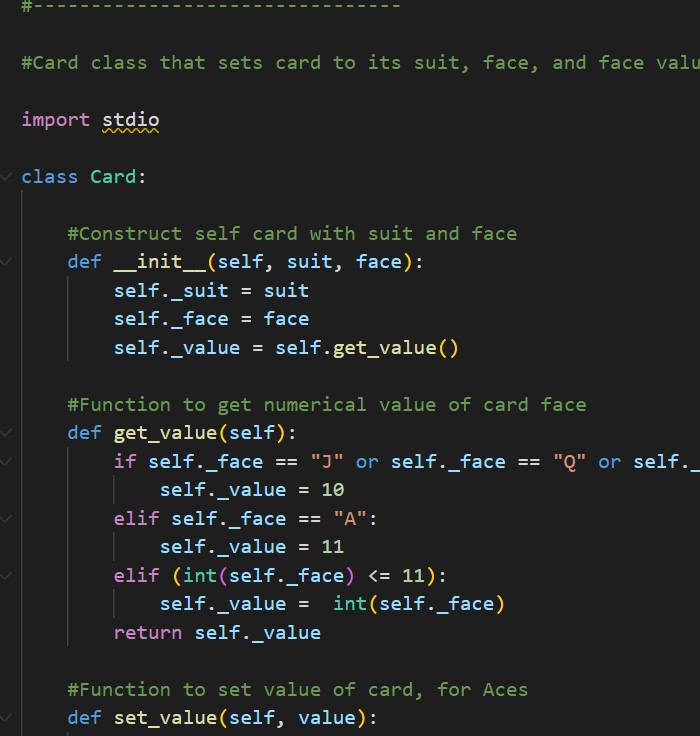 #--------------------------------
#Card class that sets card to its suit, face, and face valu
import stdio
class Card:
#Construct self card with suit and face
def __init__(self, suit, face):
self._suit = suit
self._face = face
self._value = self.get_value()
#Function to get numerical value of card face
def get_value(self):
if self._face == "J" or self._face == "Q" or self._
self._value = 10
elif self._face == "A":
self._value = 11
elif (int(self._face) <= 11):
self._value =  int(self._face)
return self._value
#Function to set value of card, for Aces
def set_value(self, value):